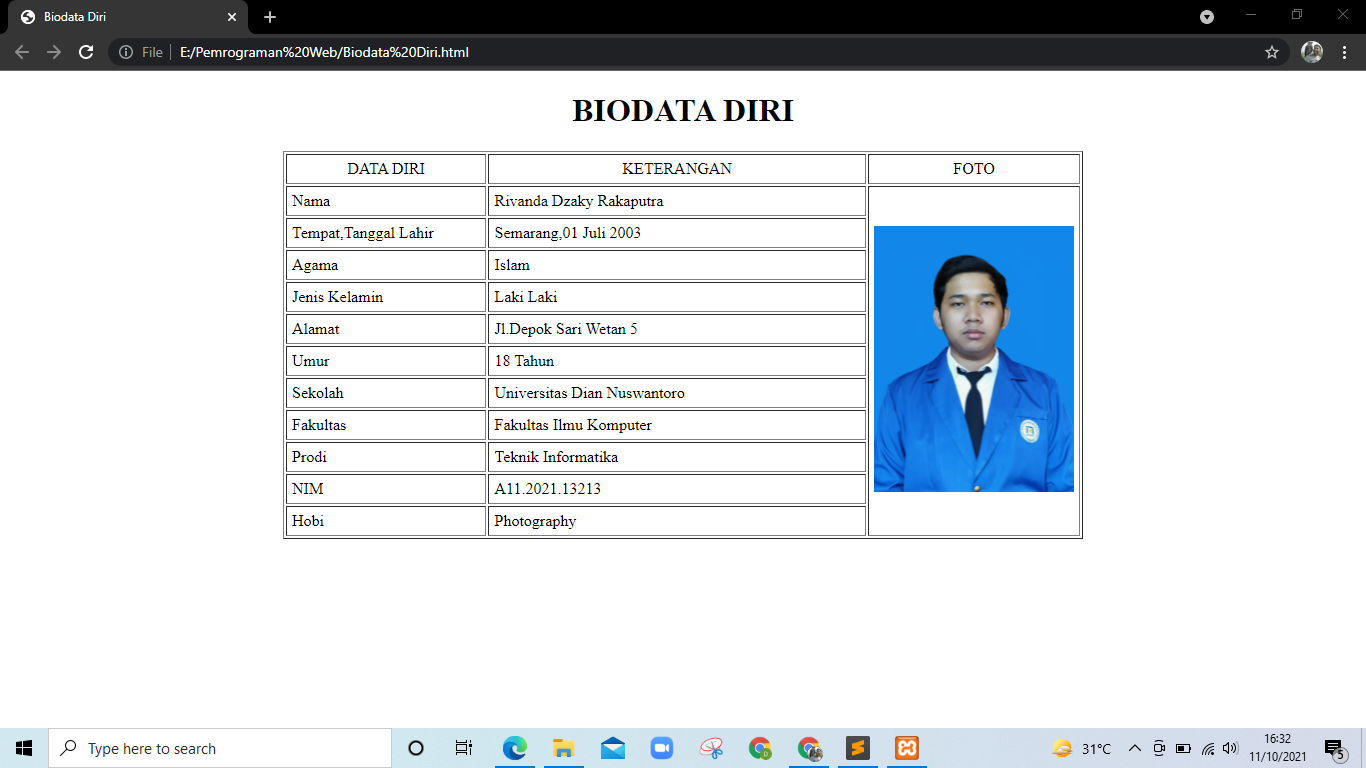 Biodata Diri
File
E:/Pemrograman%20Web/Biodata%20Diri.html
BIODATA DIRI
DATA DIRI KETERANGAN FOTO
Nama Rivanda Dzaky Rakaputra
Tempat,Tanggal Lahir Semarang,01 Juli 2003
Agama Islam
Jenis Kelamin Laki Laki
Alamat Jl.Depok Sari Wetan 5
Umur 18 Tahun
Sekolah Universitas Dian Nuswantoro
Fakultas Fakultas Ilmu Komputer
Prodi Teknik Informatika
NIM A11.2021.13213
Hobi Photography
Type here to search
31°C
16:32
11/10/2021
5